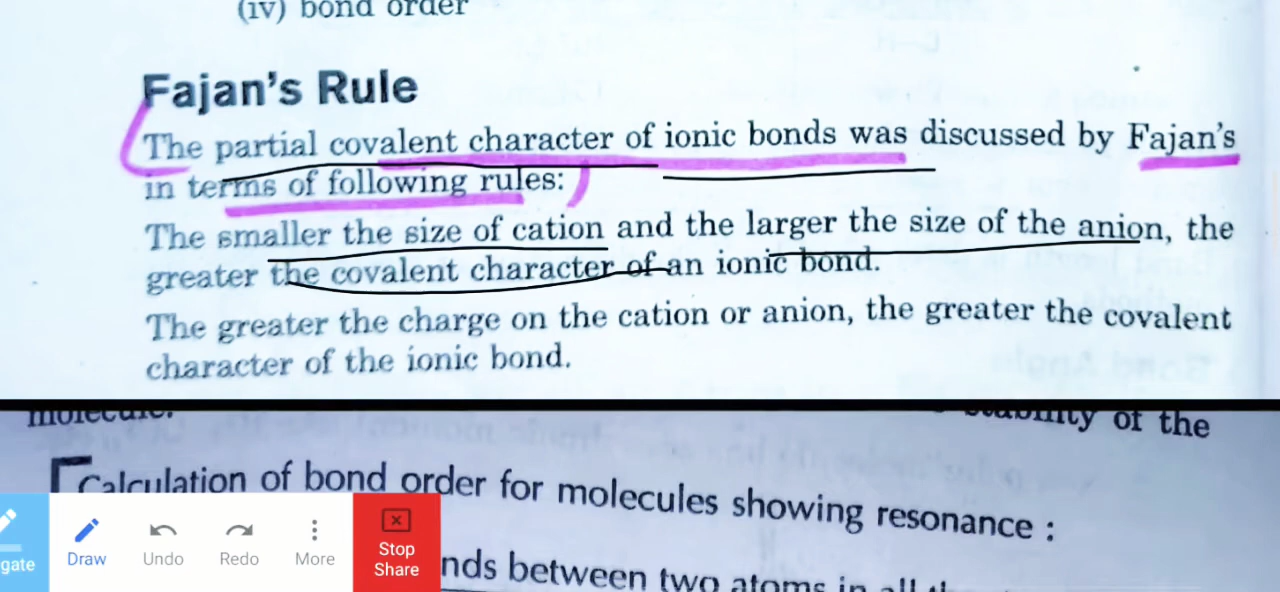 (iv) bond order
Fajan's Rule
The partial covalent character of ionic bonds was discussed by Fajan's
in terms of following rules:
The smaller the size of cation and the larger the size of the anion, the
greater the covalent character of an ionic bond.
The greater the charge on the cation or anion, the greater the covalent
character of the ionic bond.
molecule. stability of the
Calculation of bond order for molecules showing resonance :
gate Draw Undo Redo More Stop Share
nds between two atoms in all